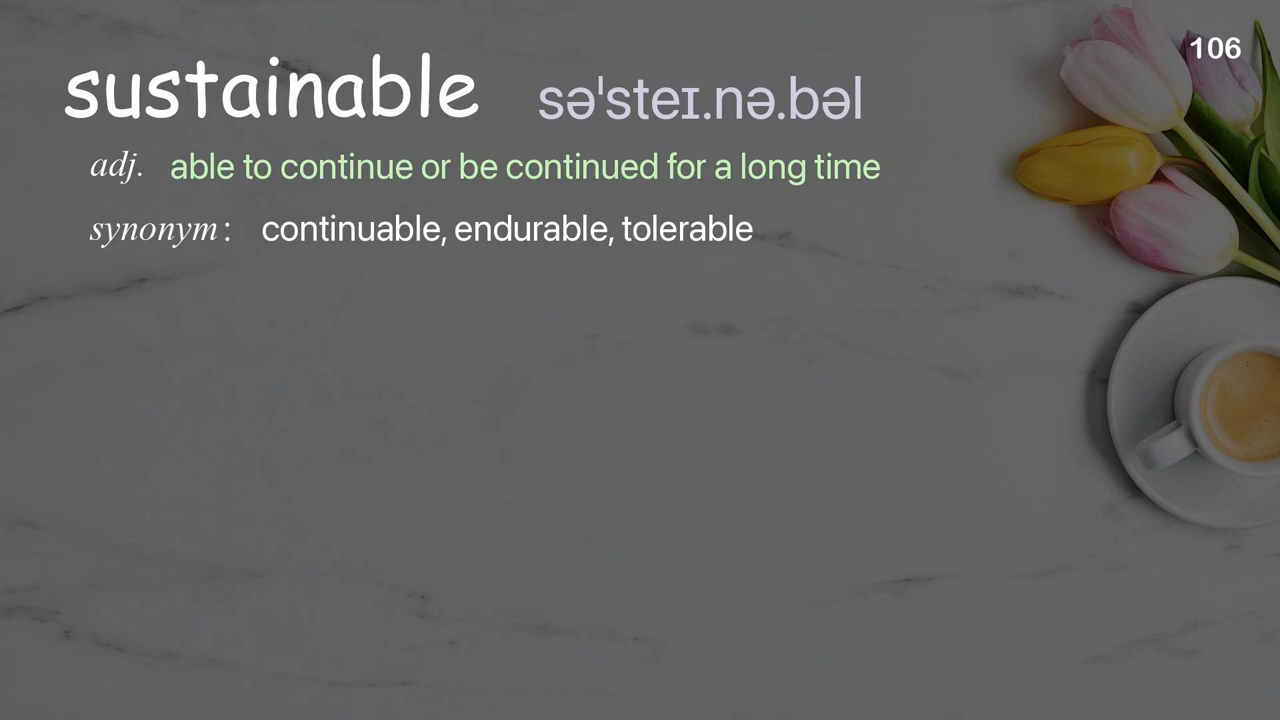 106
sustainable səˈsteɪ.nə.bəl
adj. able to continue or be continued for a long time
synonym: continuable, endurable, tolerable